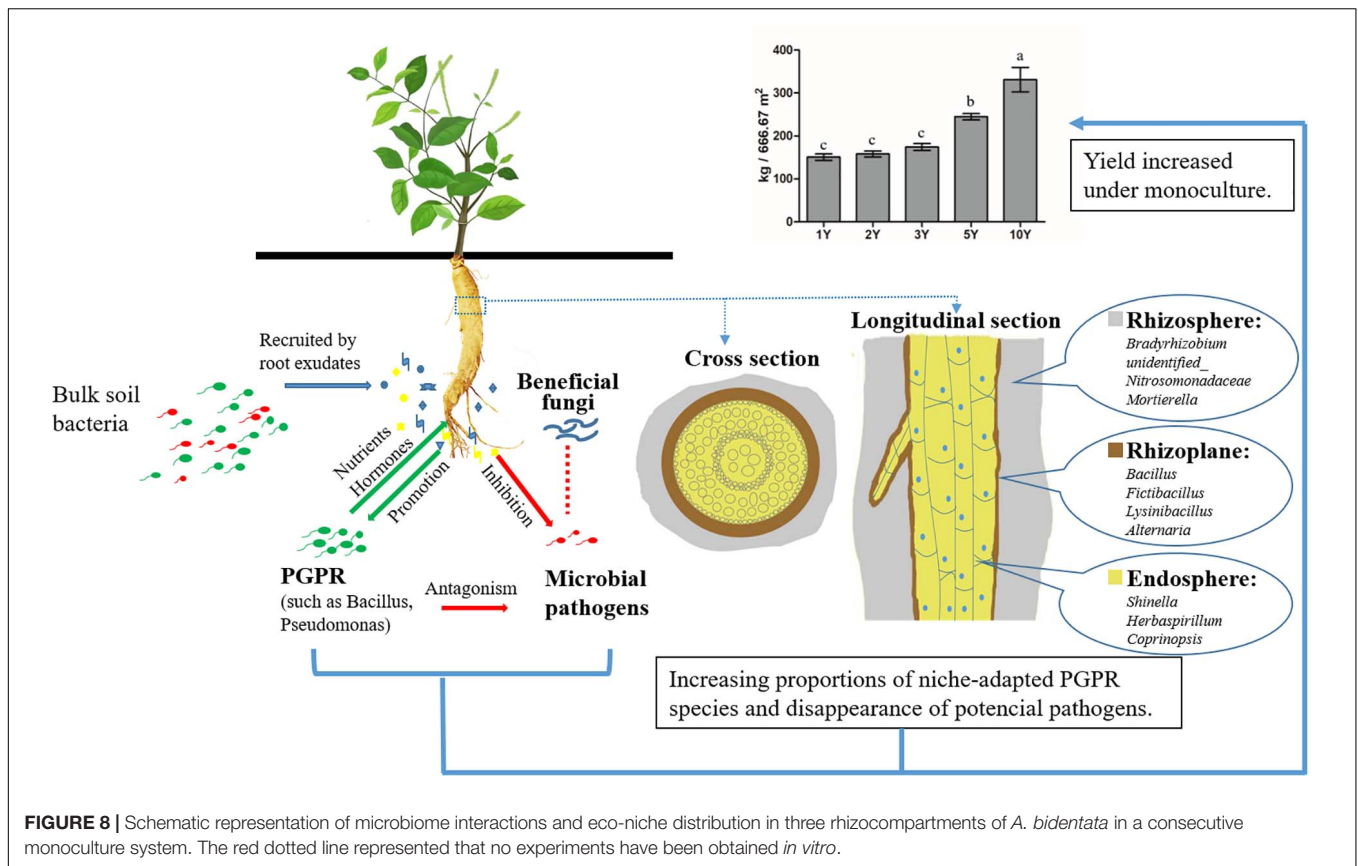 400
300
200
100
0
kg / 666.67 m²
c
c
c
b
a
1Y
2Y
3Y
5Y
10Y
Yield increased
under monoculture.
Bulk soil
bacteria
Recruited by
root exudates
Nutrients
Hormones
Promotion
Inhibition
Beneficial
fungi
PGPR
(such as Bacillus,
Pseudomonas)
Antagonism
Microbial
pathogens
Cross section
Longitudinal section
Rhizosphere:
Bradyrhizobium
unidentified_
Nitrosomonadaceae
Mortierella
Rhizoplane:
Bacillus
Fictibacillus
Lysinibacillus
Alternaria
Endosphere:
Shinella
Herbaspirillum
Coprinopsis
Increasing proportions of niche-adapted PGPR
species and disappearance of potencial pathogens.
FIGURE 8 | Schematic representation of microbiome interactions and eco-niche distribution in three rhizocompartments of A. bidentata in a consecutive
monoculture system. The red dotted line represented that no experiments have been obtained in vitro.